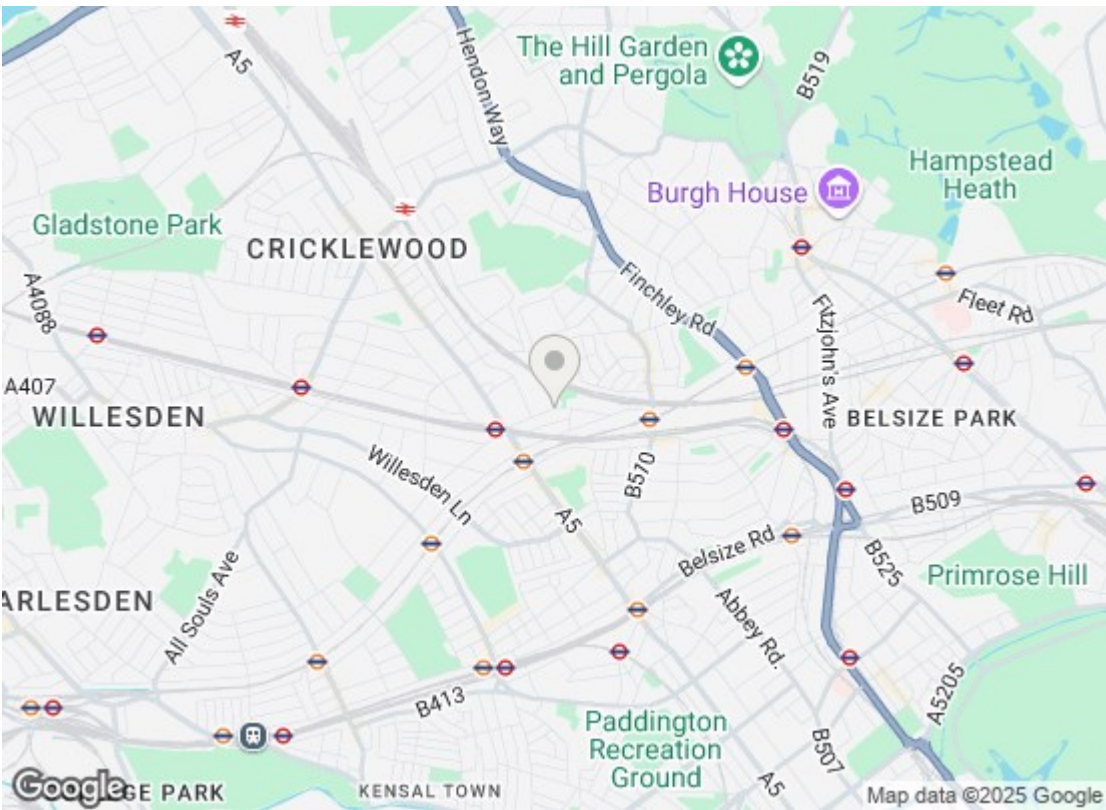 A5
Hendon Way
The Hill Garden
and Pergola
B519
Hampstead
Heath
Burgh House
Gladstone Park
CRICKLEWOOD
A4088
Finchley Rd
Fleet Rd
Fitzjohn's Ave
A407
WILLESDEN
BELSIZE PARK
Willesden Ln
B510
A5
B509
Belsize Rd
B525
Primrose Hill
ARLESDEN
All Souls Ave
Abbey Rd.
B413
A5205
Paddington
Recreation
Ground
B507
A5
Google
GE PARK
KENSAL TOWN
Map data ©2025 Google